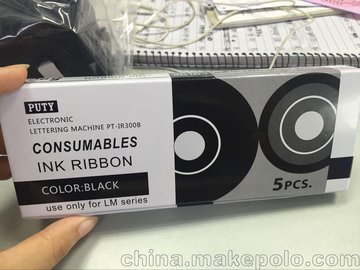 PUTY
ELECTRONIC
LETTERING MACHINE PT-IR300B
CONSUMABLES
INK RIBBON
COLOR:BLACK
use only for LM series
5PCS.
china.makepolo.com